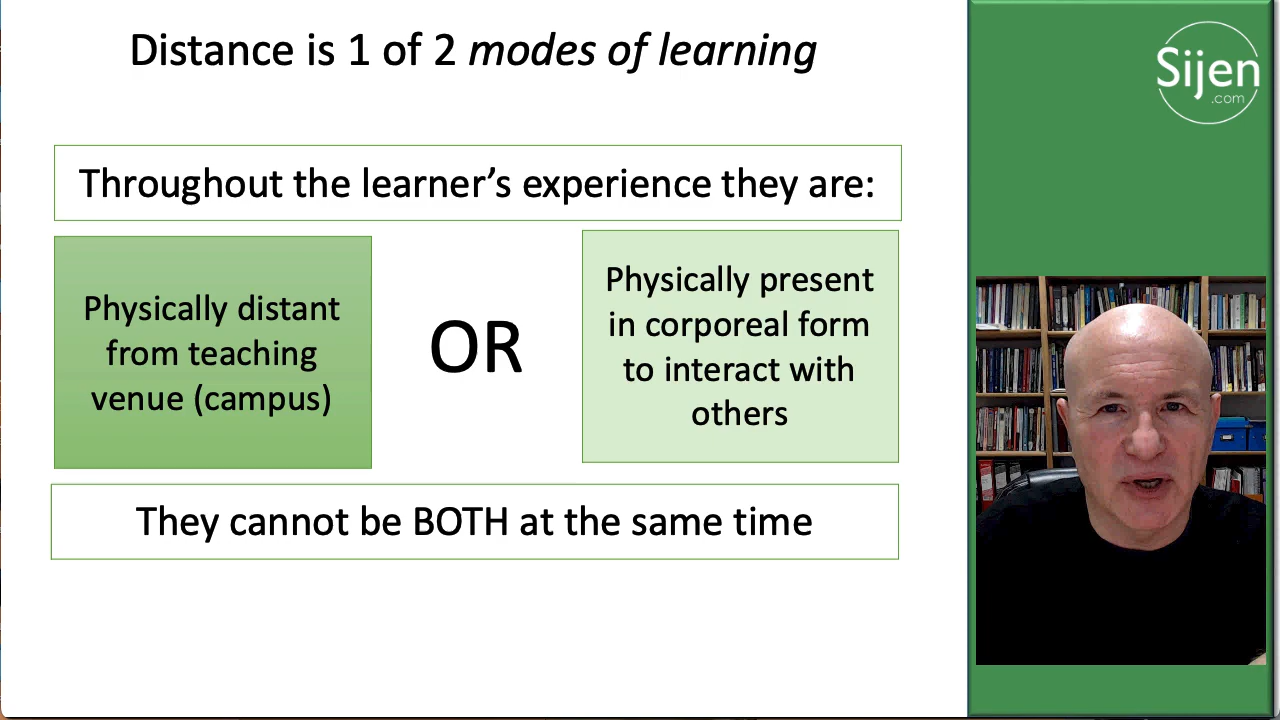 Distance is 1 of 2 modes of learning
Sijen
.com
Throughout the learner’s experience they are:
Physically distant
from teaching
venue (campus)
OR
Physically present
in corporeal form
to interact with
others
They cannot be BOTH at the same time